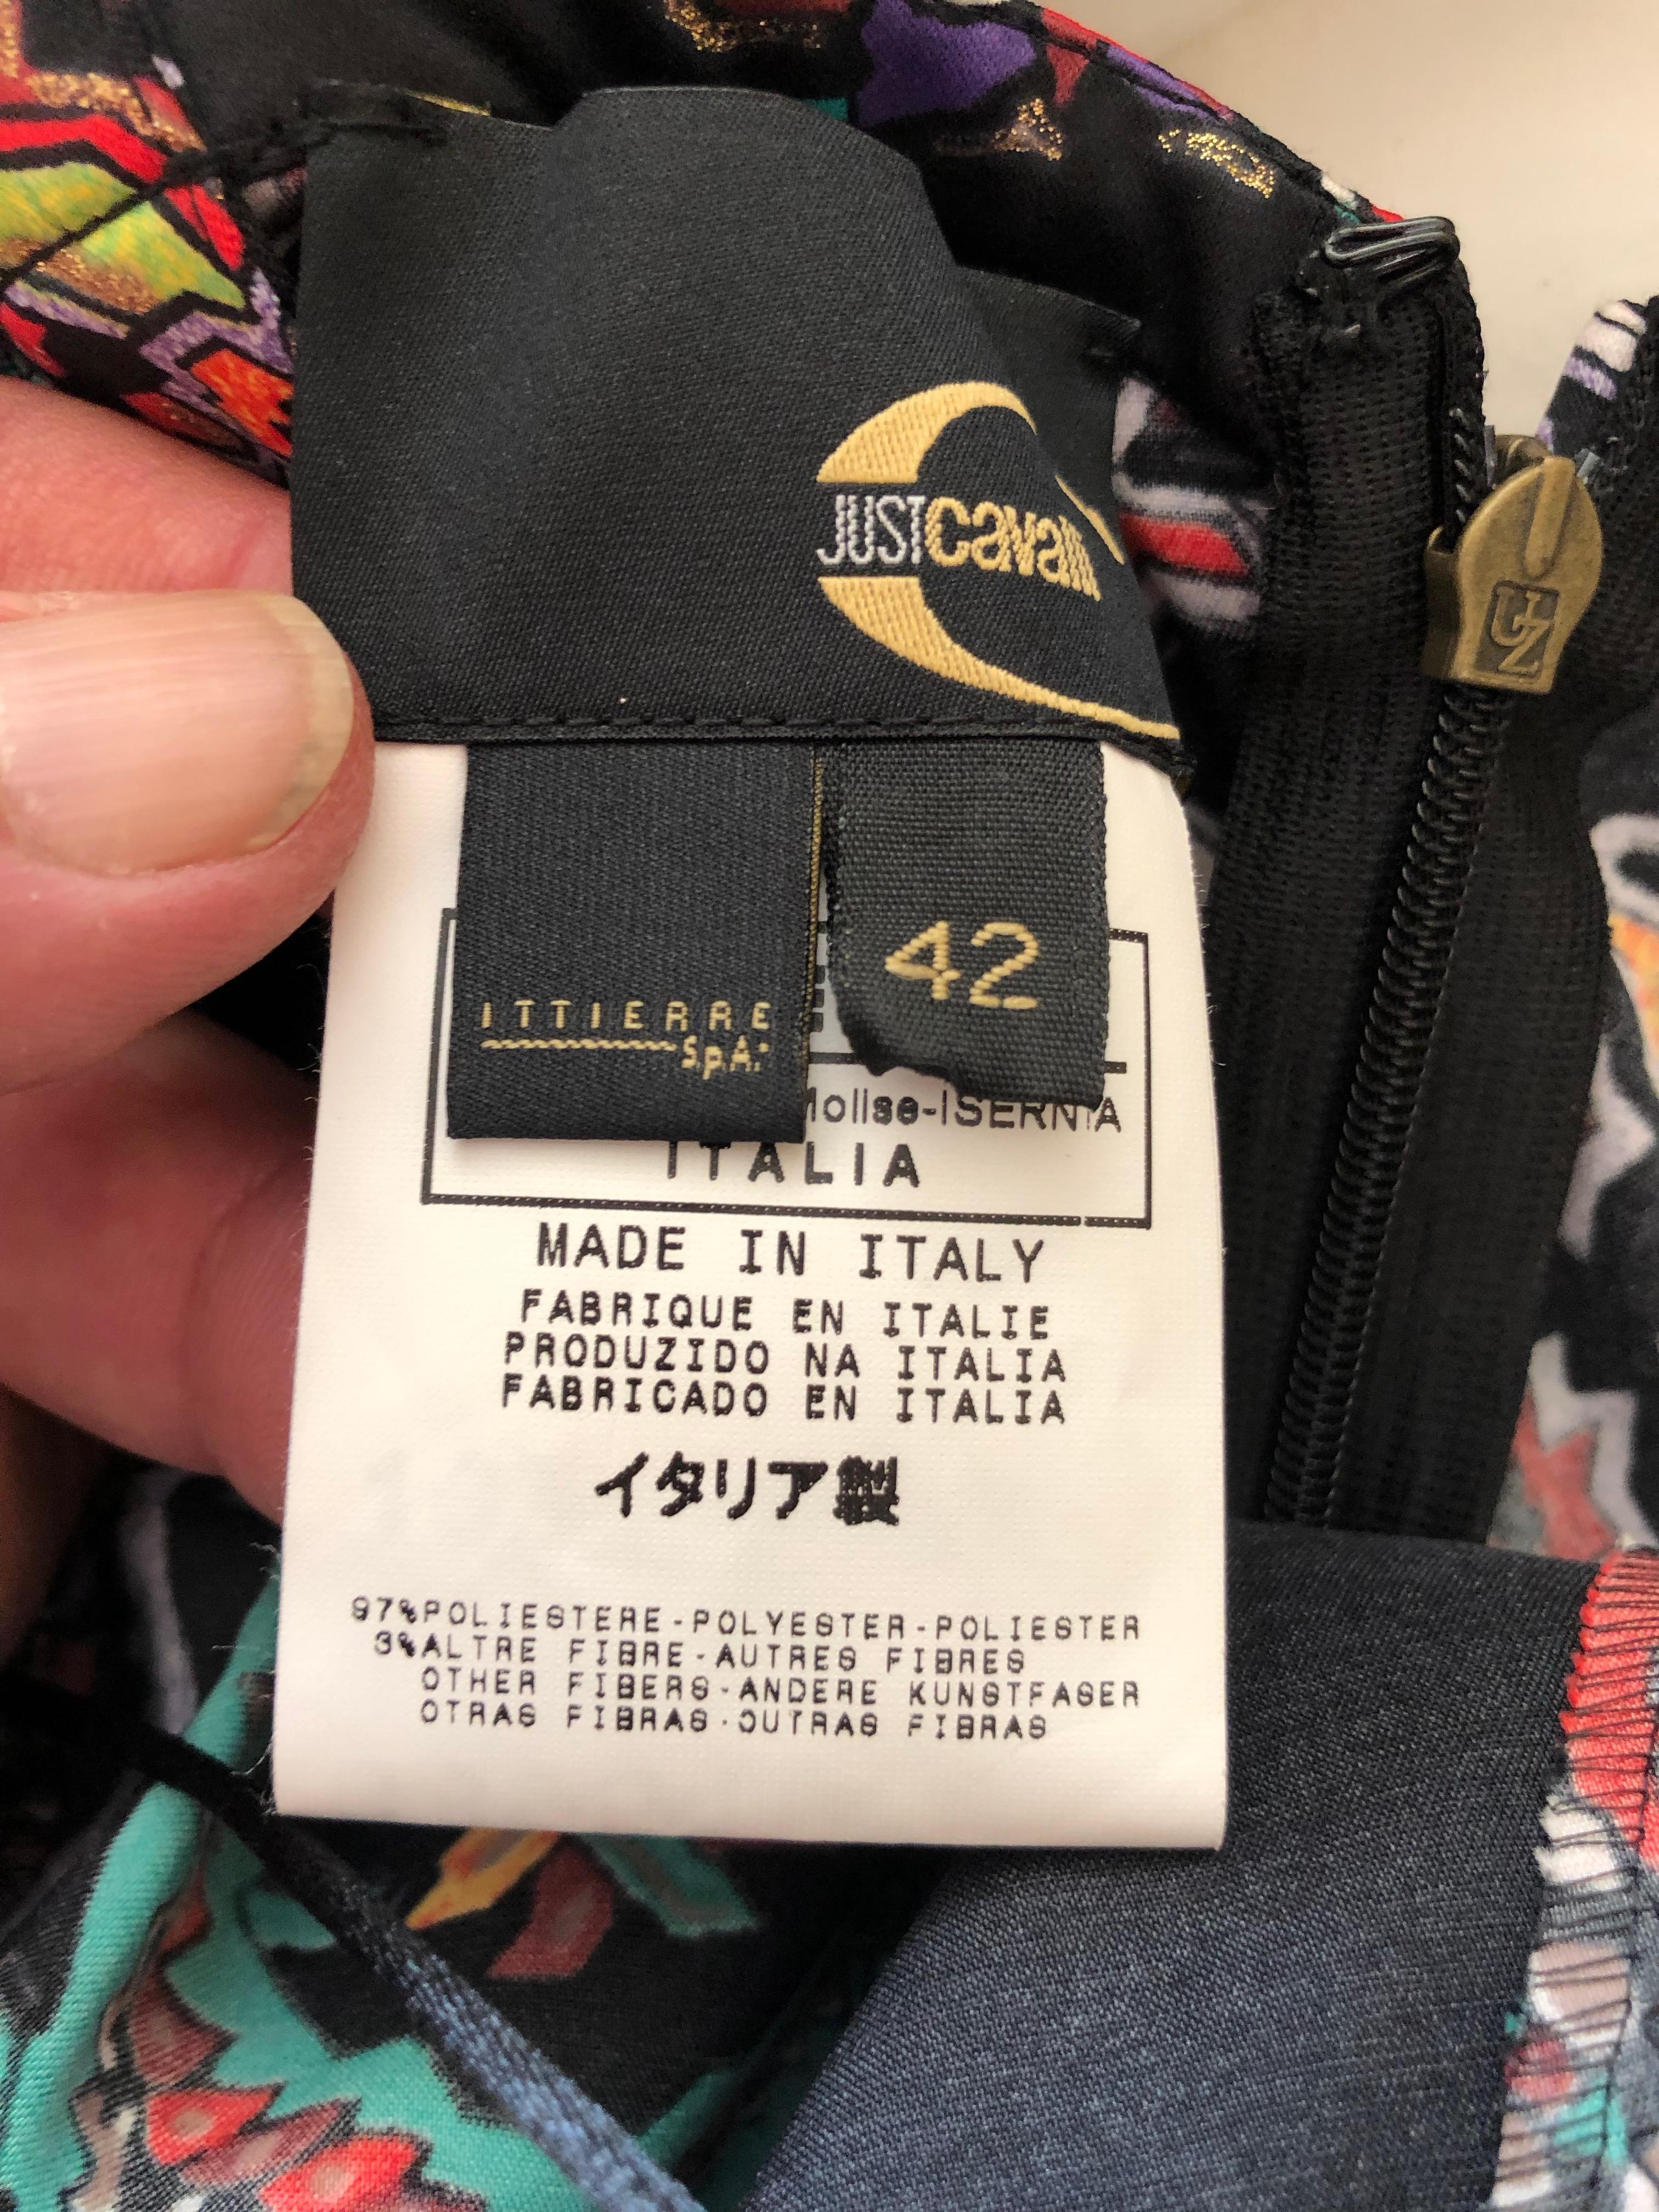 JUST cavalli
UZ
42
ITTIERRE
S.p.A.
Molise-ISERNIA
ITALIA
MADE IN ITALY
FABRIQUE EN ITALIE
PRODUZIDO NA ITALIA
FABRICADO EN ITALIA
イタリア製
97%POLIESTERE-POLYESTER-POLIESTER
3%ALTRE FIBRE-AUTRES FIBRES
OTHER FIBERS-ANDERE KUNSTFASER
OTRAS FIBRAS-OUTRAS FIBRAS